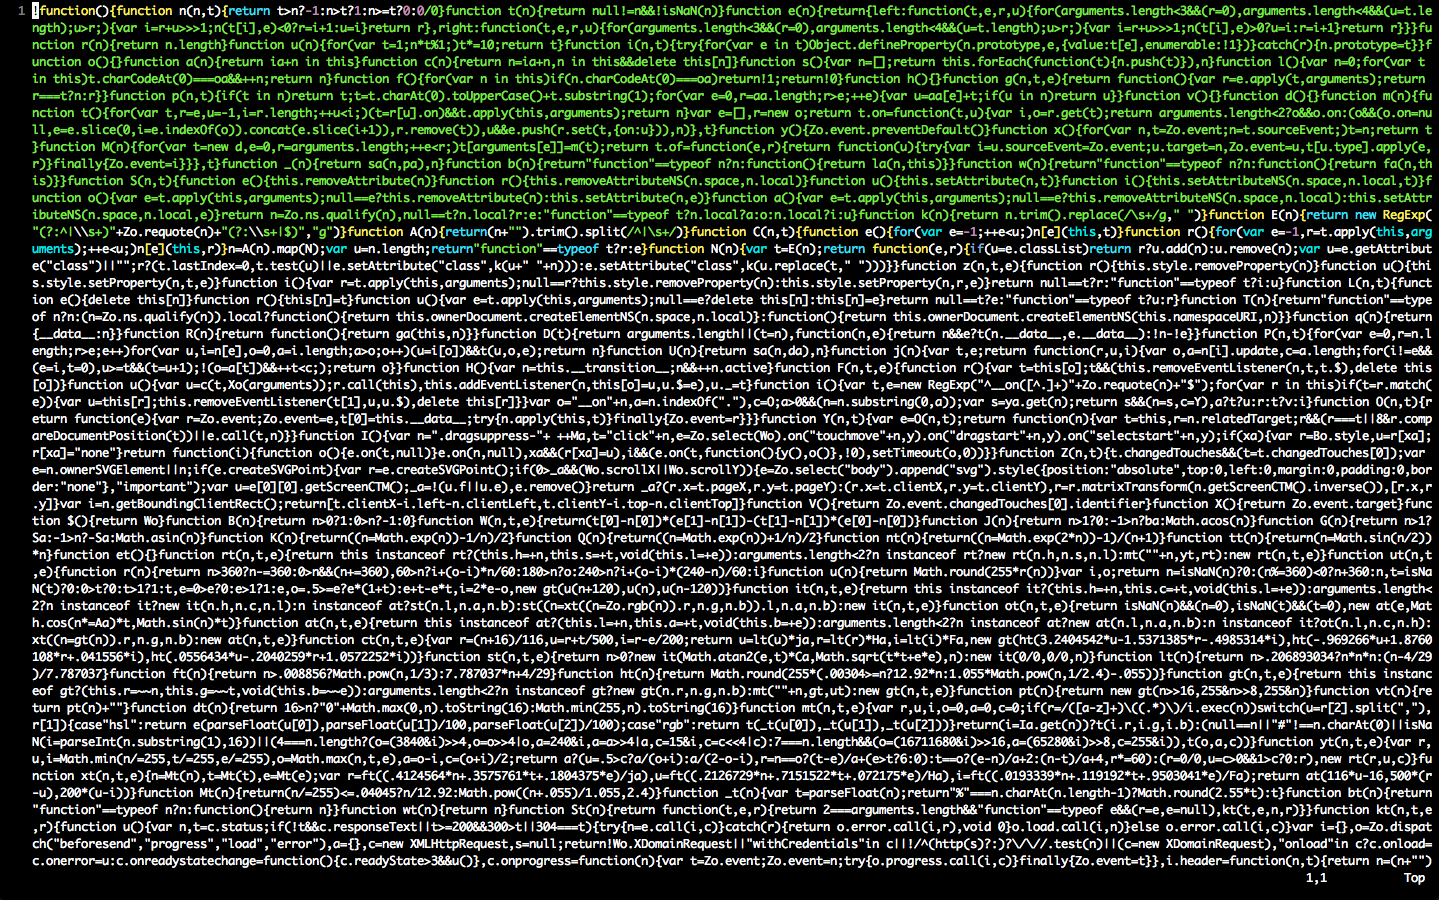 1 !function(){function n(n,t){return t>n?-1:n>t?1:n>=t?0:0/0}function t(n){return null!=n&&!isNaN(n)}function e(n){return{left:function(t,e,r,u){for(arguments.length<3&&(r=0),arguments.length<4&&(u=t.le
ngth);u>r;){var i=r+u>>>1;n(t[i],e)<0?r=i+1:u=i}return r},right:function(t,e,r,u){for(arguments.length<3&&(r=0),arguments.length<4&&(u=t.length);u>r;){var i=r+u>>>1;n(t[i],e)>0?u=i:r=i+1}return r}}}fu
nction r(n){return n.length}function u(n){for(var t=1;n*t%1;)t*=10;return t}function i(n,t){try{for(var e in t)Object.defineProperty(n.prototype,e,{value:t[e],enumerable:!1})}catch(r){n.prototype=t}}f
unction o(){}function a(n){return ia+n in this}function c(n){return n=ia+n,n in this&&delete this[n]}function s(){var n=[];return this.forEach(function(t){n.push(t)}),n}function l(){var n=0;for(var t
in this)t.charCodeAt(0)===oa&&++n;return n}function f(){for(var n in this)if(n.charCodeAt(0)===oa)return!1;return!0}function h(){}function g(n,t,e){return function(){var r=e.apply(t,arguments);return
r===t?n:r}}function p(n,t){if(t in n)return t;t=t.charAt(0).toUpperCase()+t.substring(1);for(var e=0,r=aa.length;r>e;++e){var u=aa[e]+t;if(u in n)return u}}function v(){}function d(){}function m(n){fu
nction t(){for(var t,r=e,u=-1,i=r.length;++u<i;)(t=r[u].on)&&t.apply(this,arguments);return n}var e=[],r=new o;return t.on=function(t,u){var i,o=r.get(t);return arguments.length<2?o&&o.on:(o&&(o.on=nu
ll,e=e.slice(0,i=e.indexOf(o)).concat(e.slice(i+1)),r.remove(t)),u&&e.push(r.set(t,{on:u})),n)},t}function y(){Zo.event.preventDefault()}function x(){for(var n,t=Zo.event;n=t.sourceEvent;)t=n;return t
}function M(n){for(var t=new d,e=0,r=arguments.length;++e<r;)t[arguments[e]]=m(t);return t.of=function(e,r){return function(u){try{var i=u.sourceEvent=Zo.event;u.target=n,Zo.event=u,t[u.type].apply(e,
r)}finally{Zo.event=i}}},t}function _(n){return sa(n,pa),n}function b(n){return"function"==typeof n?n:function(){return la(n,this)}}function w(n){return"function"==typeof n?n:function(){return fa(n,th
is)}}function S(n,t){function e(){this.removeAttribute(n)}function r(){this.removeAttributeNS(n.space,n.local)}function u(){this.setAttribute(n,t)}function i(){this.setAttributeNS(n.space,n.local,t)}f
unction o(){var e=t.apply(this,arguments);null==e?this.removeAttribute(n):this.setAttribute(n,e)}function a(){var e=t.apply(this,arguments);null==e?this.removeAttributeNS(n.space,n.local):this.setAttr
ibuteNS(n.space,n.local,e)}return n=Zo.ns.qualify(n),null==t?n.local?r:e:"function"==typeof t?n.local?a:o:n.local?i:u}function k(n){return n.trim().replace(/\s+/g," ")}function E(n){return new RegExp(
"(?:^|\\s+)"+Zo.requote(n)+"(?:\\s+|$)","g")}function A(n){return(n+"").trim().split(/^|\s+/)}function C(n,t){function e(){for(var e=-1;++e<u;)n[e](this,t)}function r(){for(var e=-1,r=t.apply(this,arg
uments);++e<u;)n[e](this,r)}n=A(n).map(N);var u=n.length;return"function"==typeof t?r:e}function N(n){var t=E(n);return function(e,r){if(u=e.classList)return r?u.add(n):u.remove(n);var u=e.getAttribut
e("class")||"";r?(t.lastIndex=0,t.test(u)||e.setAttribute("class",k(u+" "+n))):e.setAttribute("class",k(u.replace(t," ")))}}function z(n,t,e){function r(){this.style.removeProperty(n)}function u(){thi
s.style.setProperty(n,t,e)}function i(){var r=t.apply(this,arguments);null==r?this.style.removeProperty(n):this.style.setProperty(n,r,e)}return null==t?r:"function"==typeof t?i:u}function L(n,t){funct
ion e(){delete this[n]}function r(){this[n]=t}function u(){var e=t.apply(this,arguments);null==e?delete this[n]:this[n]=e}return null==t?e:"function"==typeof t?u:r}function T(n){return"function"==type
of n?n:(n=Zo.ns.qualify(n)).local?function(){return this.ownerDocument.createElementNS(n.space,n.local)}:function(){return this.ownerDocument.createElementNS(this.namespaceURI,n)}}function q(n){return
{__data__:n}}function R(n){return function(){return ga(this,n)}}function D(t){return arguments.length||(t=n),function(n,e){return n&&e?t(n.__data__,e.__data__):!n-!e}}function P(n,t){for(var e=0,r=n.l
ength;r>e;e++)for(var u,i=n[e],o=0,a=i.length;a>o;o++)(u=i[o])&&t(u,o,e);return n}function U(n){return sa(n,da),n}function j(n){var t,e;return function(r,u,i){var o,a=n[i].update,c=a.length;for(i!=e&&
(e=i,t=0),u>=t&&(t=u+1);!(o=a[t])&&++t<c;);return o}}function H(){var n=this.__transition__;n&&++n.active}function F(n,t,e){function r(){var t=this[o];t&&(this.removeEventListener(n,t,t.$),delete this
[o])}function u(){var u=c(t,Xo(arguments));r.call(this),this.addEventListener(n,this[o]=u,u.$=e),u._=t}function i(){var t,e=new RegExp("^__on([^.]+)"+Zo.requote(n)+"$");for(var r in this)if(t=r.match(
e)){var u=this[r];this.removeEventListener(t[1],u,u.$),delete this[r]}}var o="__on"+n,a=n.indexOf("."),c=O;a>0&&(n=n.substring(0,a));var s=ya.get(n);return s&&(n=s,c=Y),a?t?u:r:t?v:i}function O(n,t){r
eturn function(e){var r=Zo.event;Zo.event=e,t[0]=this.__data__;try{n.apply(this,t)}finally{Zo.event=r}}}function Y(n,t){var e=O(n,t);return function(n){var t=this,r=n.relatedTarget;r&&(r===t||8&r.comp
areDocumentPosition(t))||e.call(t,n)}}function I(){var n=".dragsuppress-"+ ++Ma,t="click"+n,e=Zo.select(Wo).on("touchmove"+n,y).on("dragstart"+n,y).on("selectstart"+n,y);if(xa){var r=Bo.style,u=r[xa];
r[xa]="none"}return function(i){function o(){e.on(t,null)}e.on(n,null),xa&&(r[xa]=u),i&&(e.on(t,function(){y(),o()},!0),setTimeout(o,0))}}function Z(n,t){t.changedTouches&&(t=t.changedTouches[0]);var
e=n.ownerSVGElement||n;if(e.createSVGPoint){var r=e.createSVGPoint();if(0>_a&&(Wo.scrollX||Wo.scrollY)){e=Zo.select("body").append("svg").style({position:"absolute",top:0,left:0,margin:0,padding:0,bor
der:"none"},"important");var u=e[0][0].getScreenCTM();_a=!(u.f||u.e),e.remove()}return _a?(r.x=t.pageX,r.y=t.pageY):(r.x=t.clientX,r.y=t.clientY),r=r.matrixTransform(n.getScreenCTM().inverse()),[r.x,r
.y]}var i=n.getBoundingClientRect();return[t.clientX-i.left-n.clientLeft,t.clientY-i.top-n.clientTop]}function V(){return Zo.event.changedTouches[0].identifier}function X(){return Zo.event.target}func
tion $(){return Wo}function B(n){return n>0?1:0>n?-1:0}function W(n,t,e){return(t[0]-n[0])*(e[1]-n[1])-(t[1]-n[1])*(e[0]-n[0])}function J(n){return n>1?0:-1>n?ba:Math.acos(n)}function G(n){return n>1?
Sa:-1>n?-Sa:Math.asin(n)}function K(n){return((n=Math.exp(n))-1/n)/2}function Q(n){return((n=Math.exp(n))+1/n)/2}function nt(n){return((n=Math.exp(2*n))-1)/(n+1)}function tt(n){return(n=Math.sin(n/2))
*n}function et(){}function rt(n,t,e){return this instanceof rt?(this.h=+n,this.s=+t,void(this.l=+e)):arguments.length<2?n instanceof rt?new rt(n.h,n.s,n.l):mt(""+n,yt,rt):new rt(n,t,e)}function ut(n,t
,e){function r(n){return n>360?n-=360:0>n&&(n+=360),60>n?i+(o-i)*n/60:180>n?o:240>n?i+(o-i)*(240-n)/60:i}function u(n){return Math.round(255*r(n))}var i,o;return n=isNaN(n)?0:(n%=360)<0?n+360:n,t=isNa
N(t)?0:0>t?0:t>1?1:t,e=0>e?0:e>1?1:e,o=.5>=e?e*(1+t):e+t-e*t,i=2*e-o,new gt(u(n+120),u(n),u(n-120))}function it(n,t,e){return this instanceof it?(this.h=+n,this.c=+t,void(this.l=+e)):arguments.length<
2?n instanceof it?new it(n.h,n.c,n.l):n instanceof at?st(n.l,n.a,n.b):st((n=xt((n=Zo.rgb(n)).r,n.g,n.b)).l,n.a,n.b):new it(n,t,e)}function ot(n,t,e){return isNaN(n)&&(n=0),isNaN(t)&&(t=0),new at(e,Mat
h.cos(n*=Aa)*t,Math.sin(n)*t)}function at(n,t,e){return this instanceof at?(this.l=+n,this.a=+t,void(this.b=+e)):arguments.length<2?n instanceof at?new at(n.l,n.a,n.b):n instanceof it?ot(n.l,n.c,n.h):
xt((n=gt(n)).r,n.g,n.b):new at(n,t,e)}function ct(n,t,e){var r=(n+16)/116,u=r+t/500,i=r-e/200;return u=lt(u)*ja,r=lt(r)*Ha,i=lt(i)*Fa,new gt(ht(3.2404542*u-1.5371385*r-.4985314*i),ht(-.969266*u+1.8760
108*r+.041556*i),ht(.0556434*u-.2040259*r+1.0572252*i))}function st(n,t,e){return n>0?new it(Math.atan2(e,t)*Ca,Math.sqrt(t*t+e*e),n):new it(0/0,0/0,n)}function lt(n){return n>.206893034?n*n*n:(n-4/29
)/7.787037}function ft(n){return n>.008856?Math.pow(n,1/3):7.787037*n+4/29}function ht(n){return Math.round(255*(.00304>=n?12.92*n:1.055*Math.pow(n,1/2.4)-.055))}function gt(n,t,e){return this instanc
eof gt?(this.r=~~n,this.g=~~t,void(this.b=~~e)):arguments.length<2?n instanceof gt?new gt(n.r,n.g,n.b):mt(""+n,gt,ut):new gt(n,t,e)}function pt(n){return new gt(n>>16,255&n>>8,255&n)}function vt(n){re
turn pt(n)+""}function dt(n){return 16>n?"0"+Math.max(0,n).toString(16):Math.min(255,n).toString(16)}function mt(n,t,e){var r,u,i,o=0,a=0,c=0;if(r=/([a-z]+)\((.*)\)/i.exec(n))switch(u=r[2].split(","),
r[1]){case"hsl":return e(parseFloat(u[0]),parseFloat(u[1])/100,parseFloat(u[2])/100);case"rgb":return t(_t(u[0]),_t(u[1]),_t(u[2]))}return(i=Ia.get(n))?t(i.r,i.g,i.b):(null==n||"#"!==n.charAt(0)||isNa
N(i=parseInt(n.substring(1),16))||(4===n.length?(o=(3840&i)>>4,o=o>>4|o,a=240&i,a=a>>4|a,c=15&i,c=c<<4|c):7===n.length&&(o=(16711680&i)>>16,a=(65280&i)>>8,c=255&i)),t(o,a,c))}function yt(n,t,e){var r,
u,i=Math.min(n/=255,t/=255,e/=255),o=Math.max(n,t,e),a=o-i,c=(o+i)/2;return a?(u=.5>c?a/(o+i):a/(2-o-i),r=n==o?(t-e)/a+(e>t?6:0):t==o?(e-n)/a+2:(n-t)/a+4,r*=60):(r=0/0,u=c>0&&1>c?0:r),new rt(r,u,c)}fu
nction xt(n,t,e){n=Mt(n),t=Mt(t),e=Mt(e);var r=ft((.4124564*n+.3575761*t+.1804375*e)/ja),u=ft((.2126729*n+.7151522*t+.072175*e)/Ha),i=ft((.0193339*n+.119192*t+.9503041*e)/Fa);return at(116*u-16,500*(r
-u),200*(u-i))}function Mt(n){return(n/=255)<=.04045?n/12.92:Math.pow((n+.055)/1.055,2.4)}function _t(n){var t=parseFloat(n);return"%"===n.charAt(n.length-1)?Math.round(2.55*t):t}function bt(n){return
"function"==typeof n?n:function(){return n}}function wt(n){return n}function St(n){return function(t,e,r){return 2===arguments.length&&"function"==typeof e&&(r=e,e=null),kt(t,e,n,r)}}function kt(n,t,e
,r){function u(){var n,t=c.status;if(!t&&c.responseText||t>=200&&300>t||304===t){try{n=e.call(i,c)}catch(r){return o.error.call(i,r),void 0}o.load.call(i,n)}else o.error.call(i,c)}var i={},o=Zo.dispat
ch("beforesend","progress","load","error"),a={},c=new XMLHttpRequest,s=null;return!Wo.XDomainRequest||"withCredentials"in c||!/^(http(s)?:)?\/\//.test(n)||(c=new XDomainRequest),"onload"in c?c.onload=
c.onerror=u:c.onreadystatechange=function(){c.readyState>3&&u()},c.onprogress=function(n){var t=Zo.event;Zo.event=n;try{o.progress.call(i,c)}finally{Zo.event=t}},i.header=function(n,t){return n=(n+"")
1,1 Top